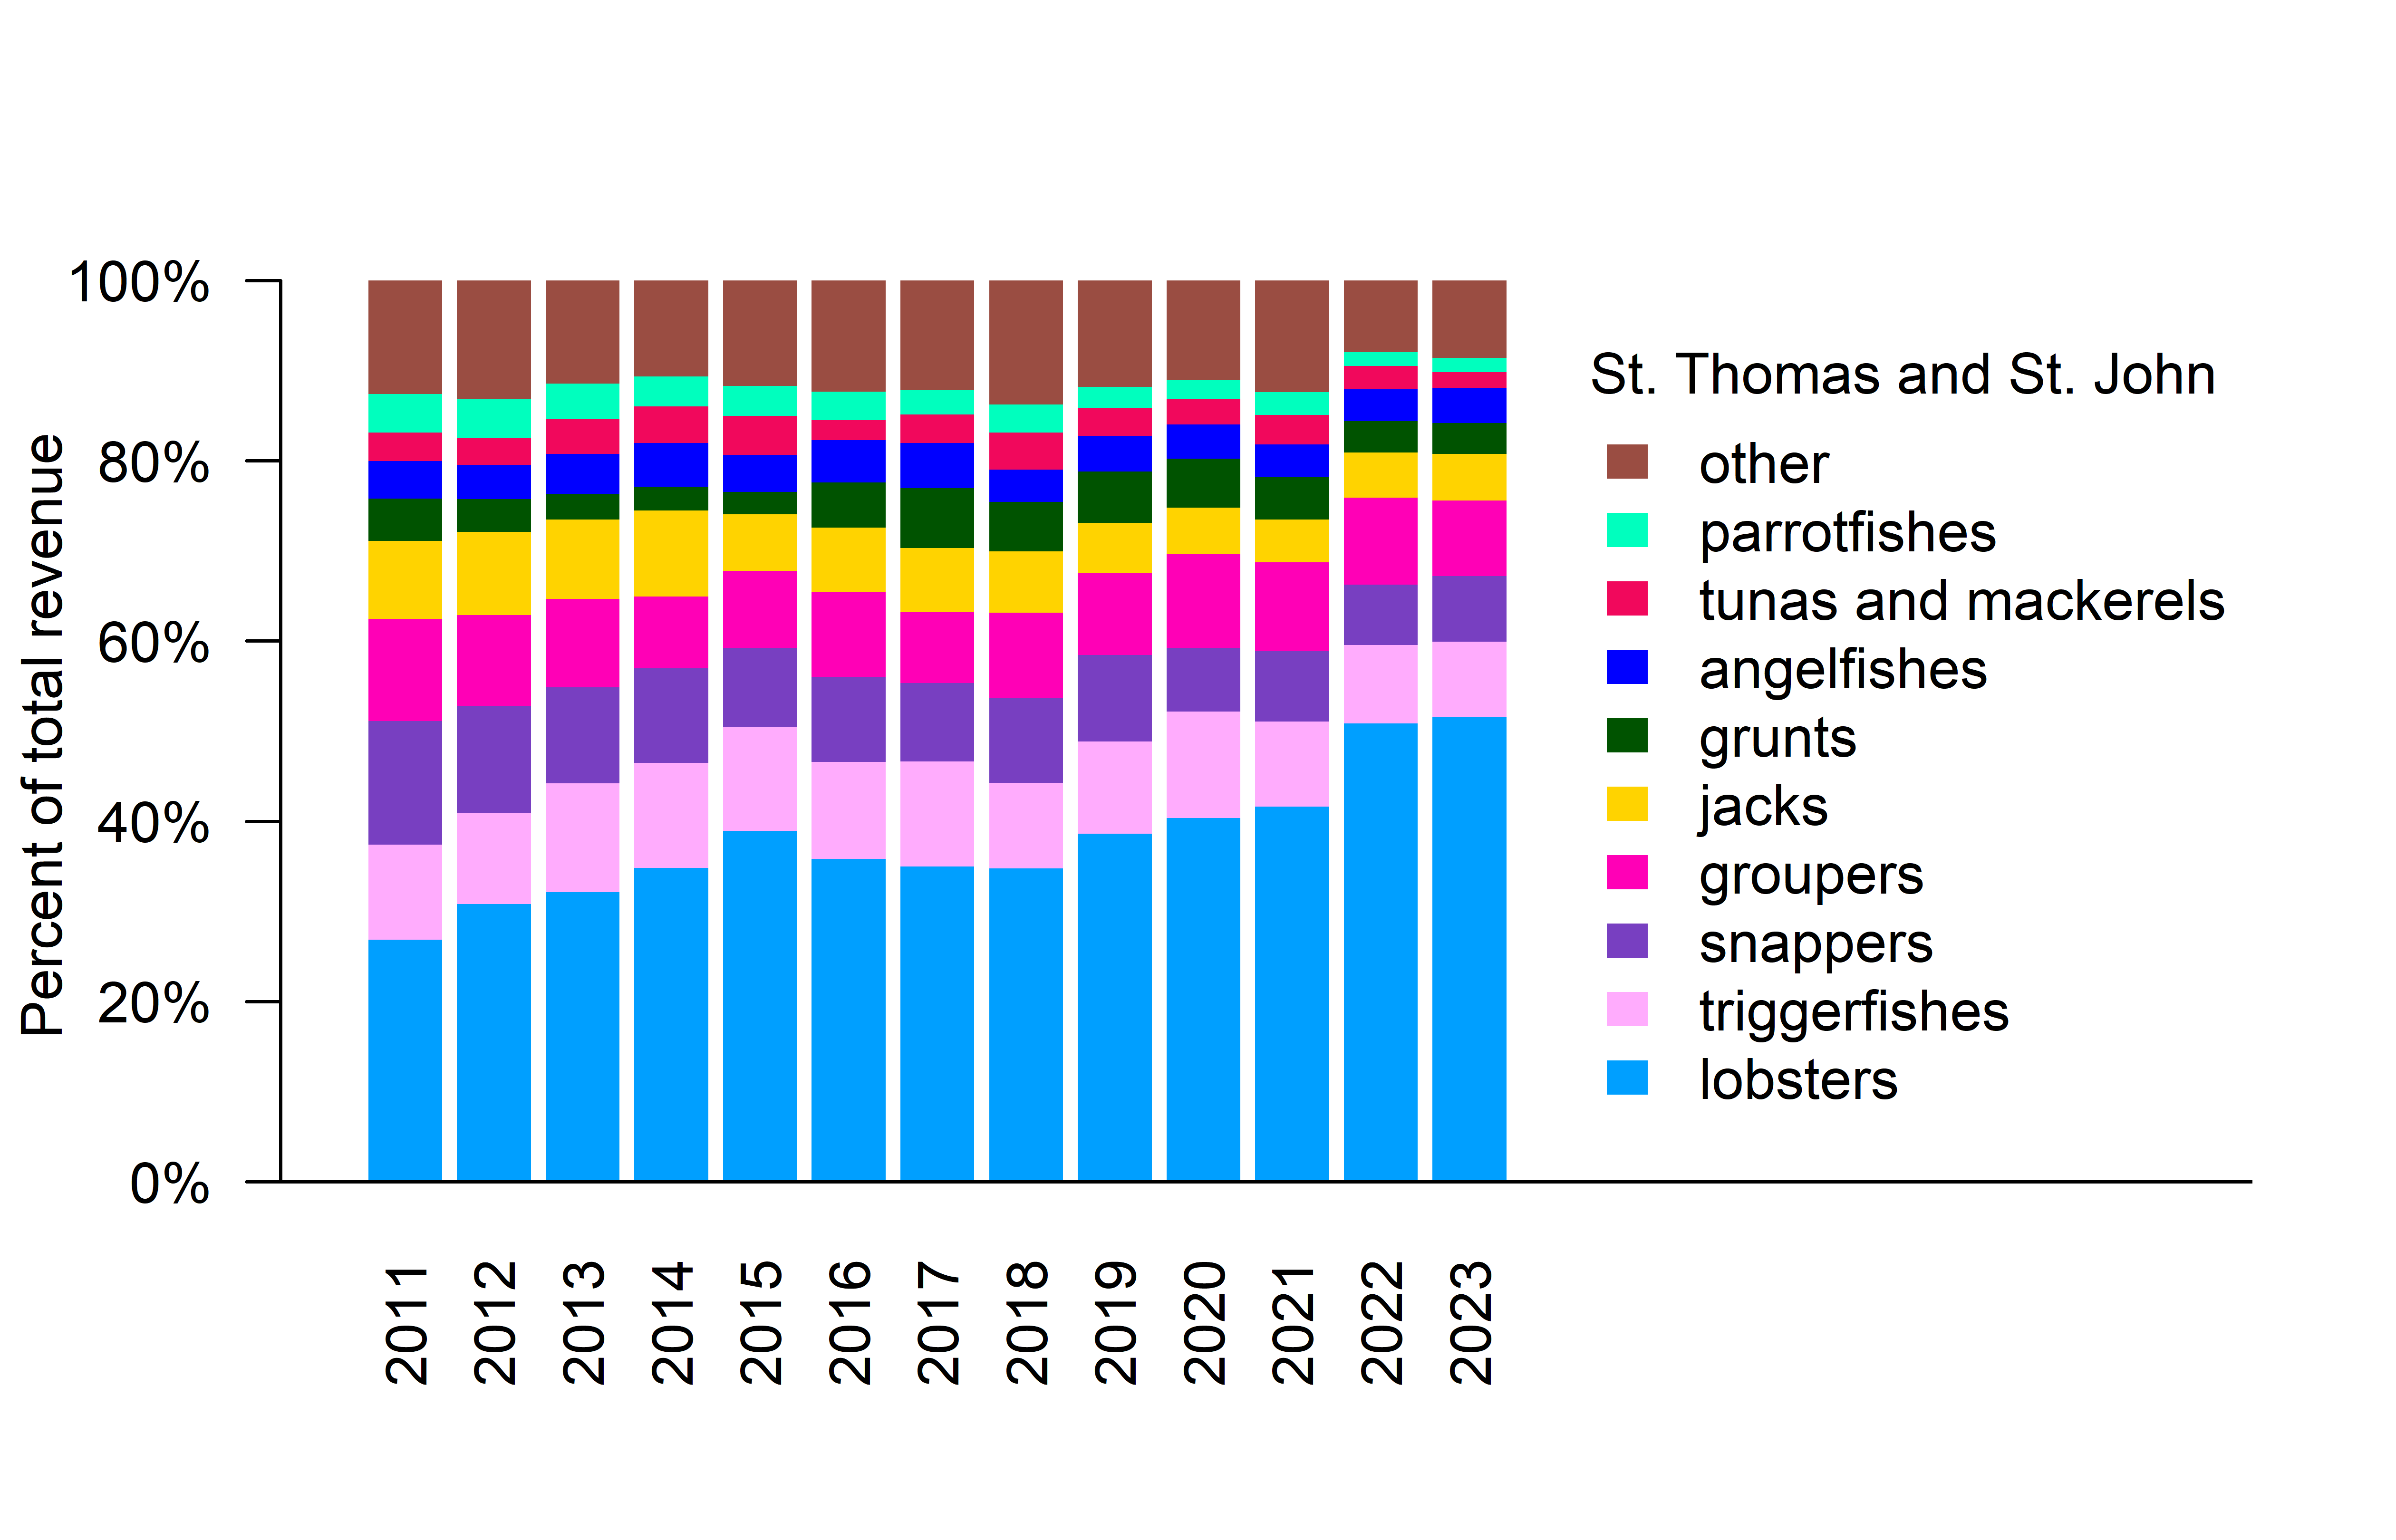 Percent of total revenue
100%
80%
60%
40%
20%
0%
2011
2012
2013
2014
2015
2016
2017
2018
2019
2020
2021
2022
2023
St. Thomas and St. John
other
parrotfishes
tunas and mackerels
angelfishes
grunts
jacks
groupers
snappers
triggerfishes
lobsters